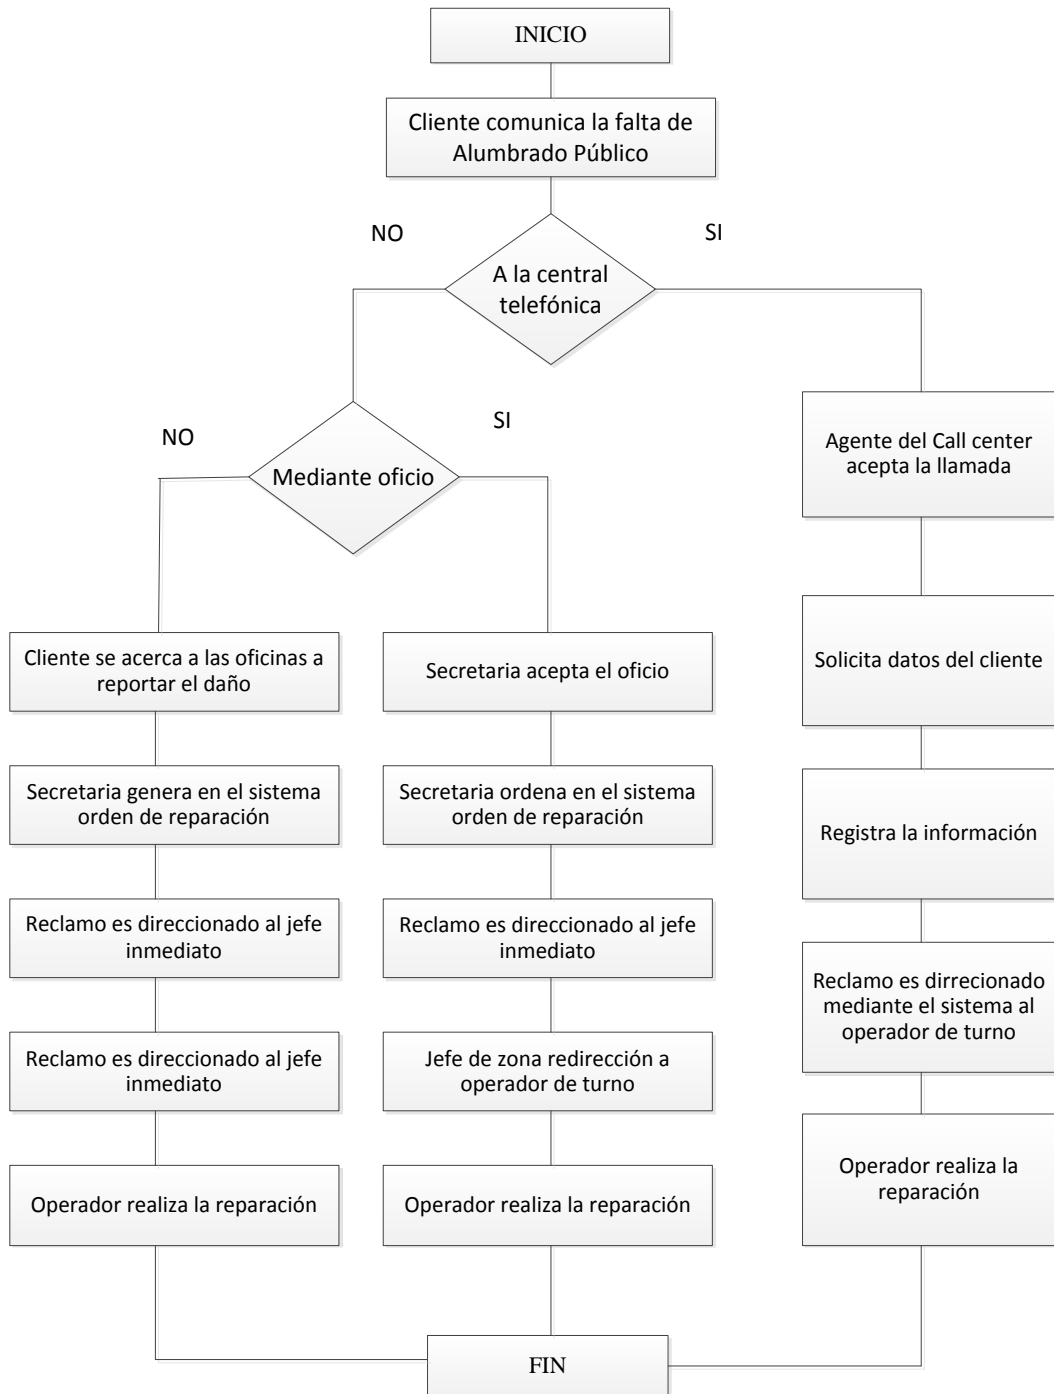 INICIO
Cliente comunica la falta de
Alumbrado Público
NO
SI
A la central
telefónica
NO
SI
Mediante oficio
Agente del Call center
acepta la llamada
Cliente se acerca a las oficinas a
reportar el daño
Secretaria acepta el oficio
Solicita datos del cliente
Secretaria genera en el sistema
orden de reparación
Secretaria ordena en el sistema
orden de reparación
Registra la información
Reclamo es direccionado al jefe
inmediato
Reclamo es direccionado al jefe
inmediato
Reclamo es dirrecionado
mediante el sistema al
operador de turno
Reclamo es direccionado al jefe
inmediato
Jefe de zona redirección a
operador de turno
Operador realiza la
reparación
Operador realiza la reparación
Operador realiza la reparación
FIN